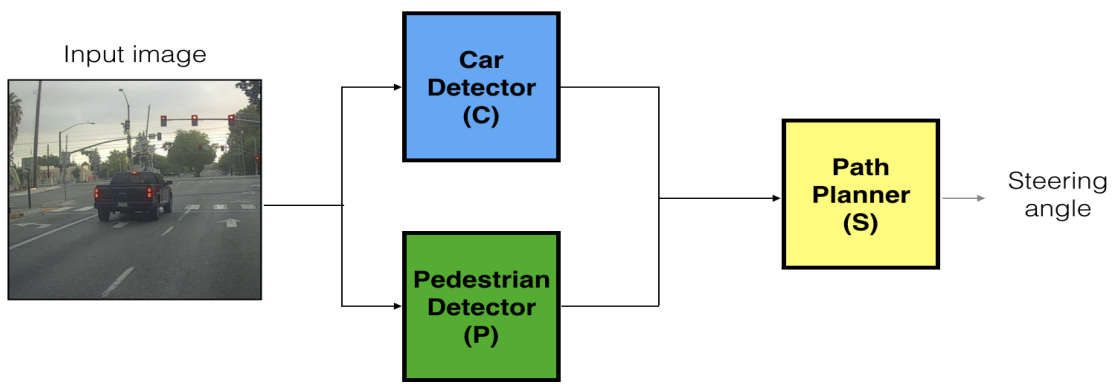 Input image
Car
Detector
(C)
Pedestrian
Detector
(P)
Path
Planner
(S)
Steering
angle